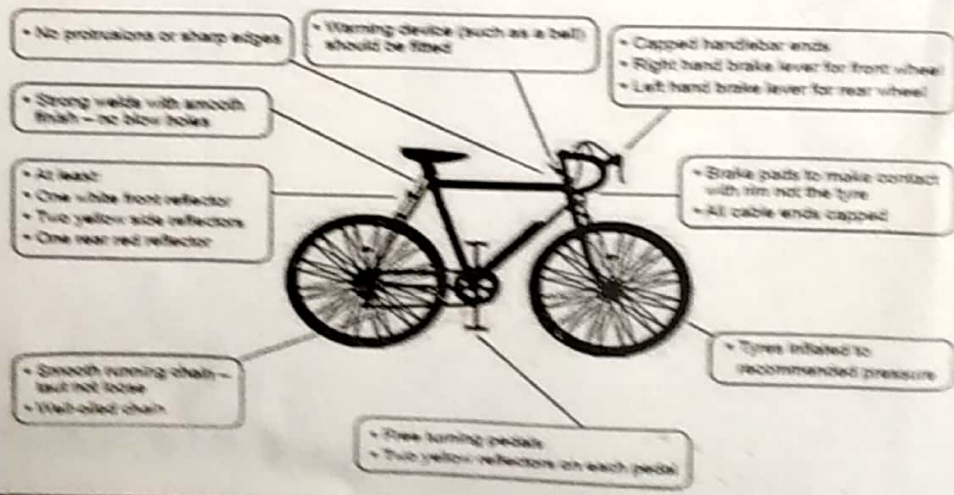 • No protrusions or sharp edges
• Warning device (such as a bell)
should be fitted
• Capped handlebar ends
• Right hand brake lever for front wheel
• Left hand brake lever for rear wheel
• Strong welds with smooth
finish – no blow holes
• At least:
• One white front reflector
• Two yellow side reflectors
• One rear red reflector
• Brake pads to make contact
with rim not the tyre
• All cable ends capped
• Smooth running chain –
taut not loose
• Well-oiled chain
• Tyres inflated to
recommended pressure
• Free turning pedals
• Two yellow reflectors on each pedal